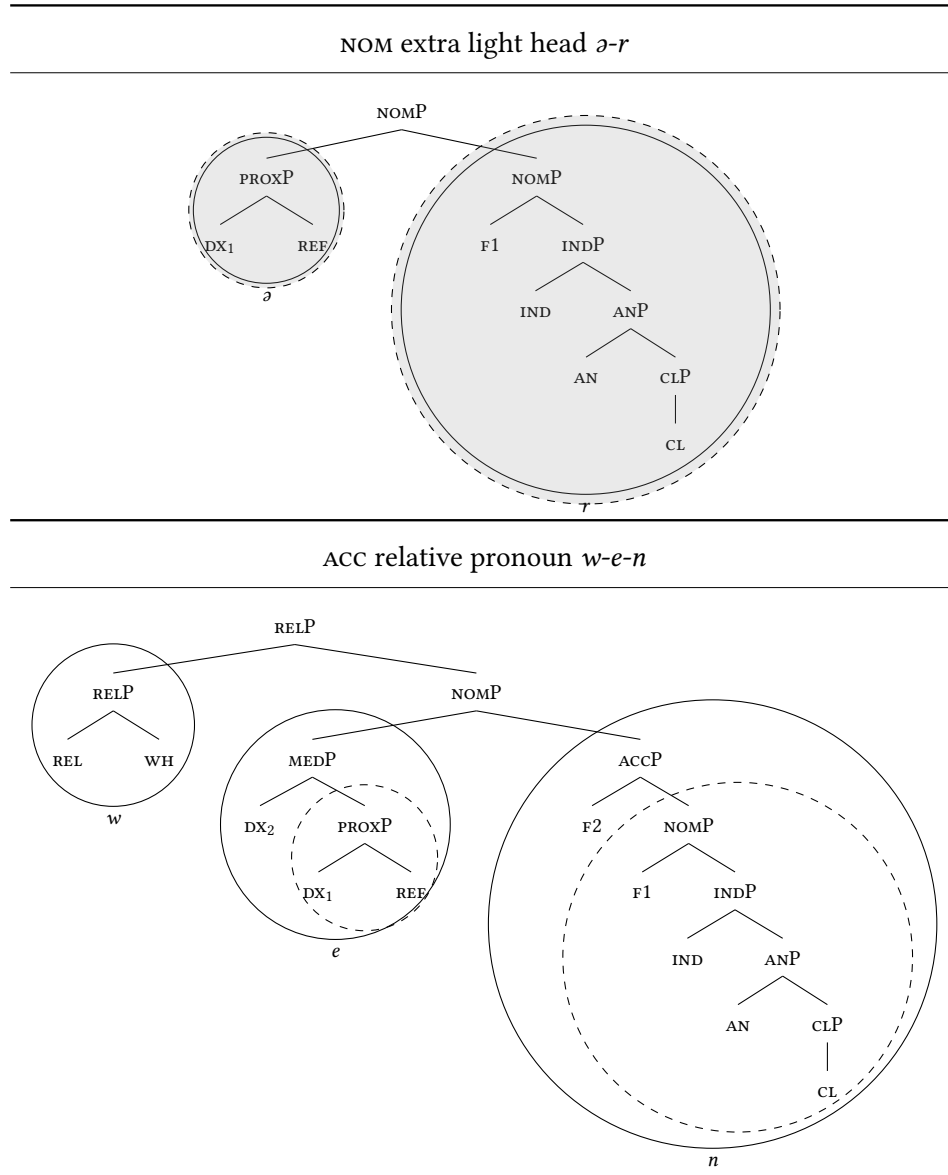 NOM extra light head ə-r
NOMP
PROXP NOMP
DX₁ REF F1 INDP
ə
IND ANP
AN CLP
CL
r
ACC relative pronoun w-e-n
RELP
RELP NOMP
REL WH MEDP ACCP
w
DX₂ PROXP F2 NOMP
DX₁ REF F1 INDP
e
IND ANP
AN CLP
CL
n